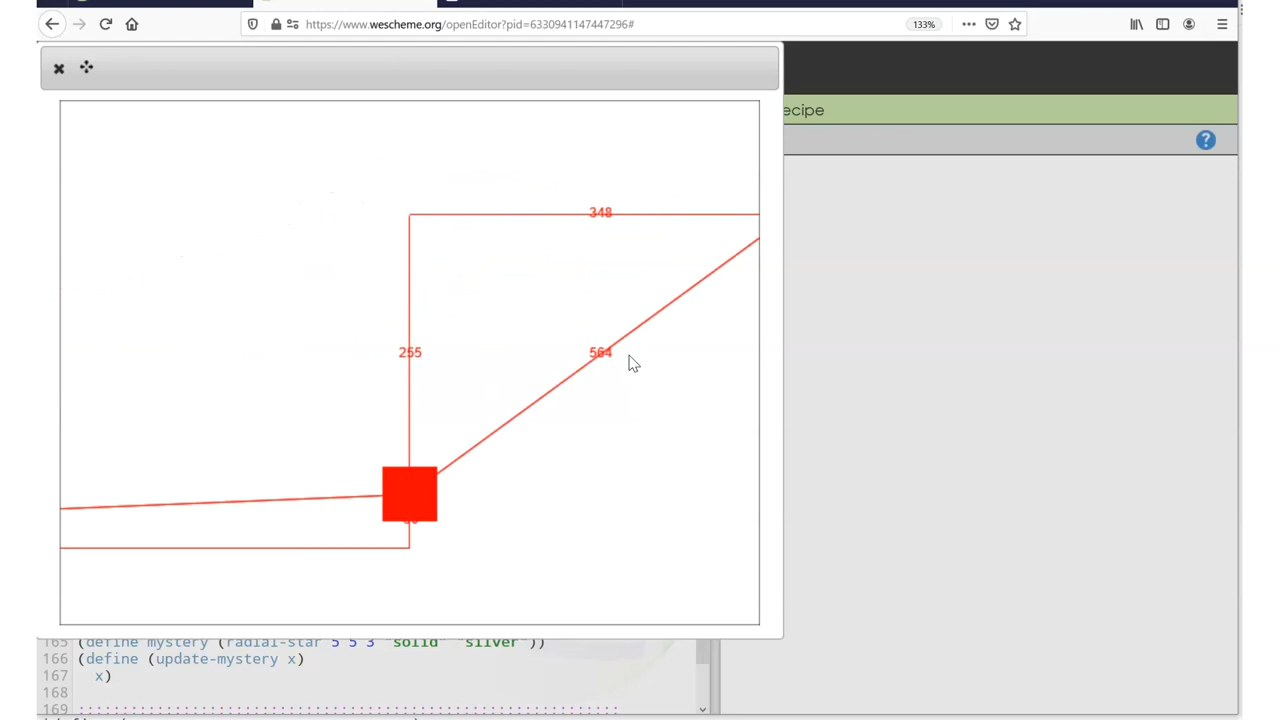 https://www.wescheme.org/openEditor?pid=6330941147447296#
133%
ecipe
?
348
255
564
165 (define mystery (radial-star 5 5 3 "solid" "silver"))
166 (define (update-mystery x)
167 x)
168
169 ;;;;;;;;;;;;;;;;;;;;;;;;;;;;;;;;;;;;;;;;;;;;;;;;;;;;;;;;;;;;;;